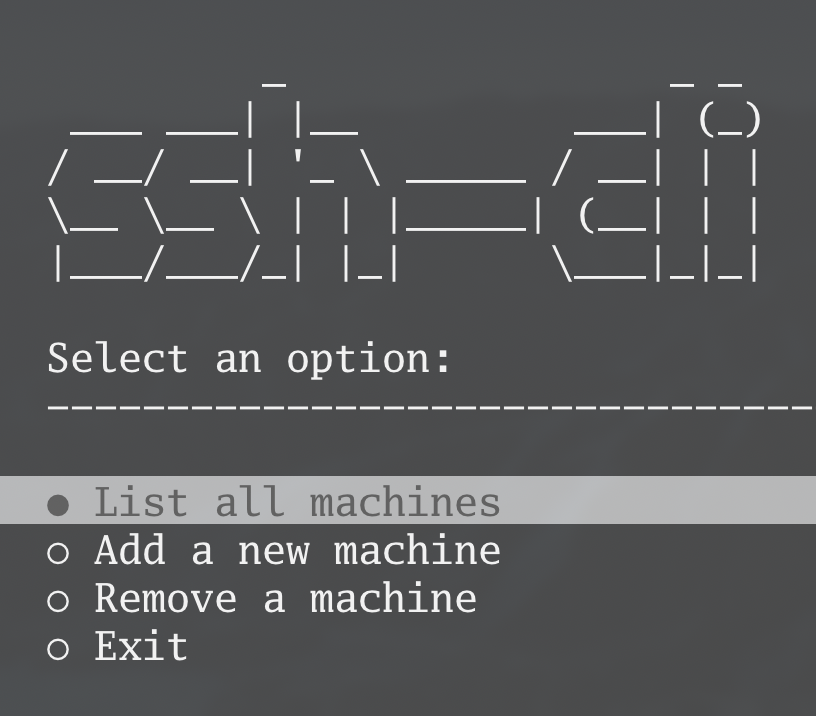 ssh-cli
Select an option:
--------------------------------
● List all machines
○ Add a new machine
○ Remove a machine
○ Exit